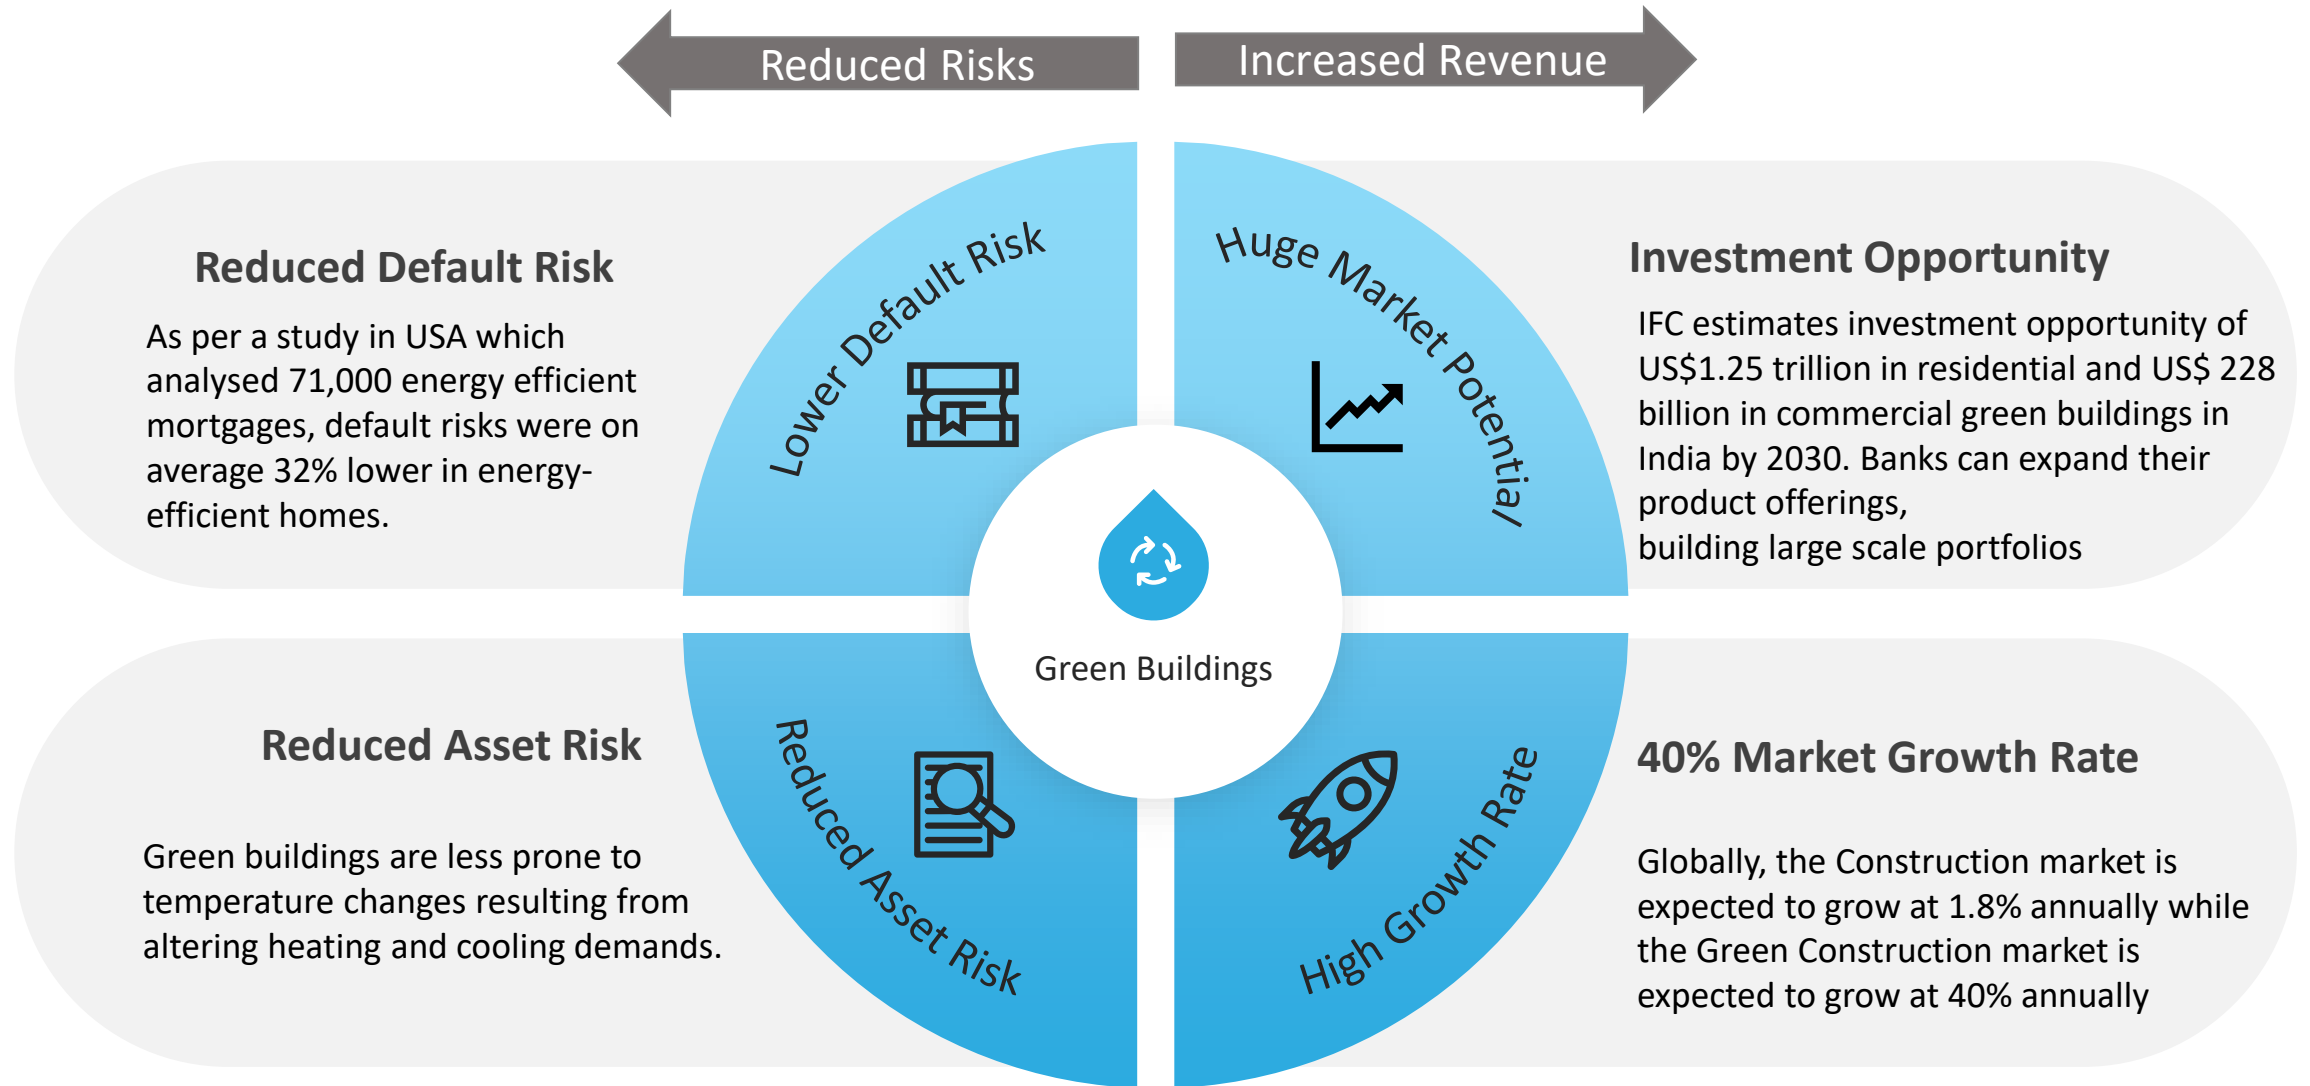 Reduced Risks
Increased Revenue
Reduced Default Risk
As per a study in USA which
analysed 71,000 energy efficient
mortgages, default risks were on
average 32% lower in energy-
efficient homes.
Lower Default Risk
Huge Market Potential
Investment Opportunity
IFC estimates investment opportunity of
US$1.25 trillion in residential and US$ 228
billion in commercial green buildings in
India by 2030. Banks can expand their
product offerings,
building large scale portfolios
Green Buildings
Reduced Asset Risk
Green buildings are less prone to
temperature changes resulting from
altering heating and cooling demands.
Reduced Asset Risk
High Growth Rate
40% Market Growth Rate
Globally, the Construction market is
expected to grow at 1.8% annually while
the Green Construction market is
expected to grow at 40% annually